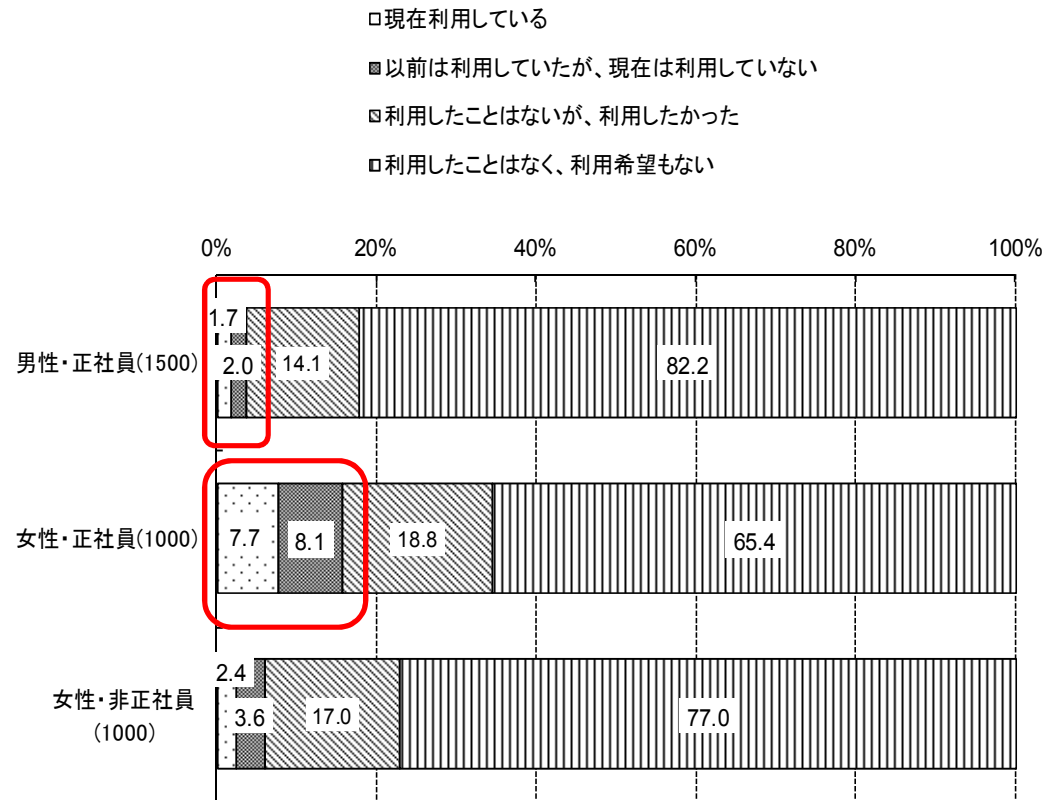 現在利用している
以前は利用していたが、現在は利用していない
利用したことはないが、利用したかった
利用したことはなく、利用希望もない
0% 20% 40% 60% 80% 100%
1.7
男性・正社員(1500) 2.0 14.1 82.2
女性・正社員(1000) 7.7 8.1 18.8 65.4
2.4
女性・非正社員
3.6 17.0 77.0
(1000)